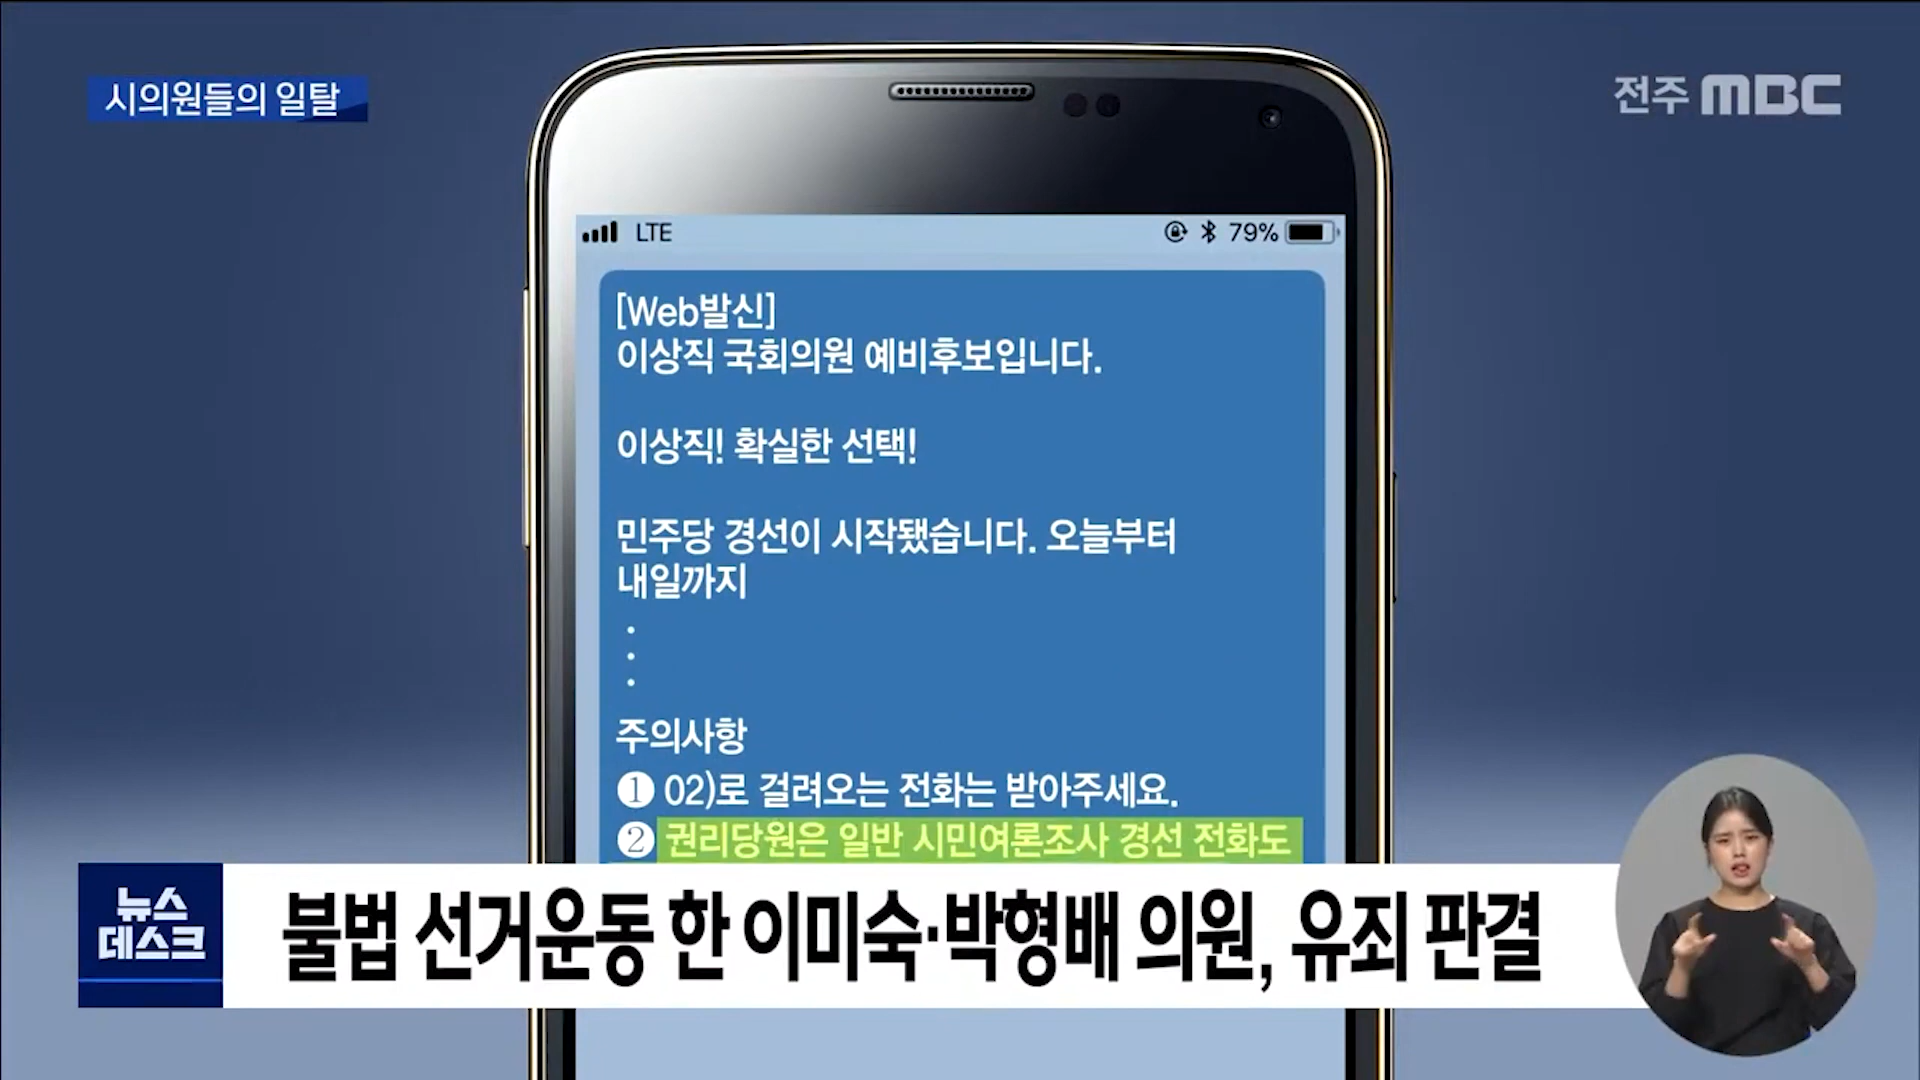 시의원들의 일탈
전주 MBC
LTE
79%
[Web발신]
이상직 국회의원 예비후보입니다.
이상직! 확실한 선택!
민주당 경선이 시작됐습니다. 오늘부터
내일까지
주의사항
❶ 02)로 걸려오는 전화는 받아주세요.
❷ 권리당원은 일반 시민여론조사 경선 전화도
뉴스
데스크
불법 선거운동 한 이미숙·박형배 의원, 유죄 판결